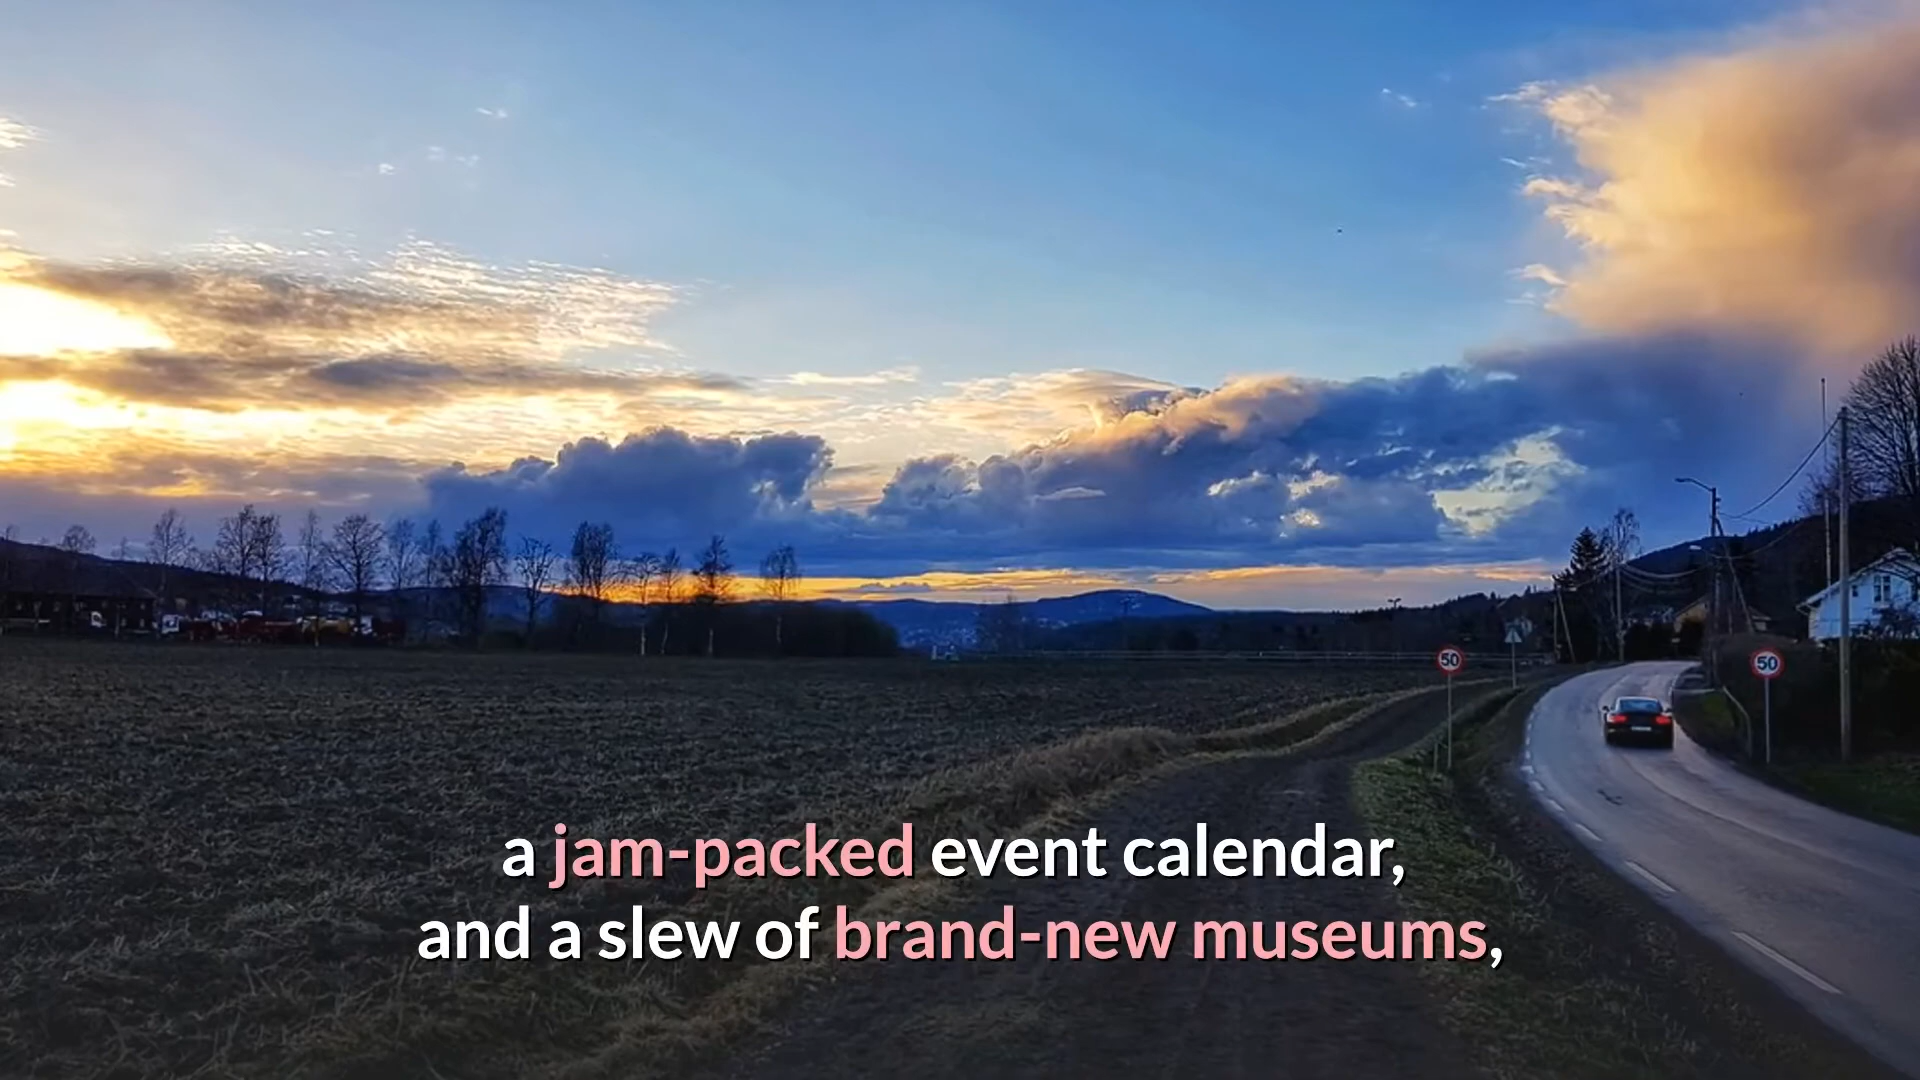 a jam-packed event calendar,
and a slew of brand-new museums,
50
50